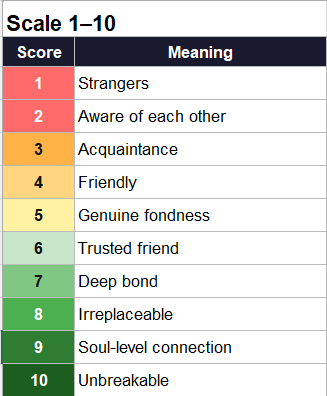 Scale 1–10
Score Meaning
1 Strangers
2 Aware of each other
3 Acquaintance
4 Friendly
5 Genuine fondness
6 Trusted friend
7 Deep bond
8 Irreplaceable
9 Soul-level connection
10 Unbreakable